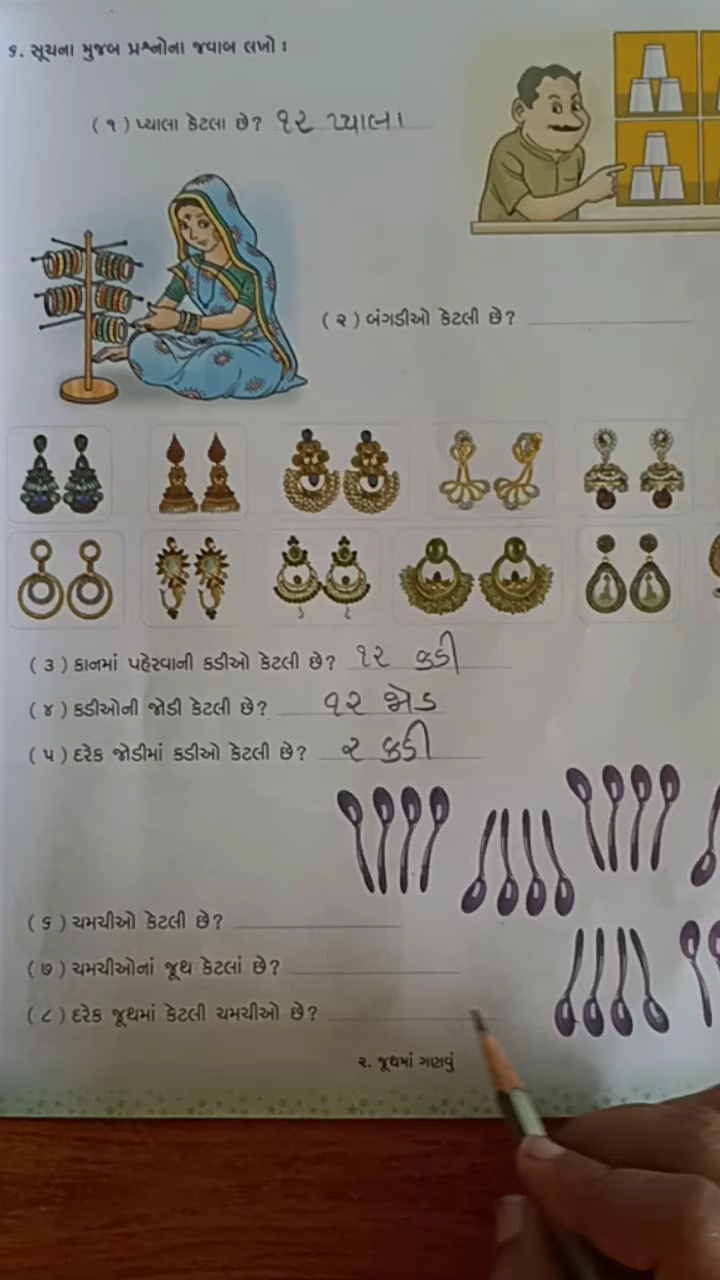 ૬. સૂચના મુજબ પ્રશ્નોના જવાબ લખો :
( ૧ ) પ્યાલા કેટલા છે? ૧૨ પ્યાલા
( ૨ ) બંગડીઓ કેટલી છે?
( ૩ ) કાનમાં પહેરવાની કડીઓ કેટલી છે? ૧૨ કડી
( ૪ ) કડીઓની જોડી કેટલી છે? ૧૨ જોડ
( ૫ ) દરેક જોડીમાં કડીઓ કેટલી છે? ૨ કડી
( ૬ ) ચમચીઓ કેટલી છે?
( ૭ ) ચમચીઓનાં જૂથ કેટલાં છે?
( ૮ ) દરેક જૂથમાં કેટલી ચમચીઓ છે?
૨. જૂથમાં ગણવું